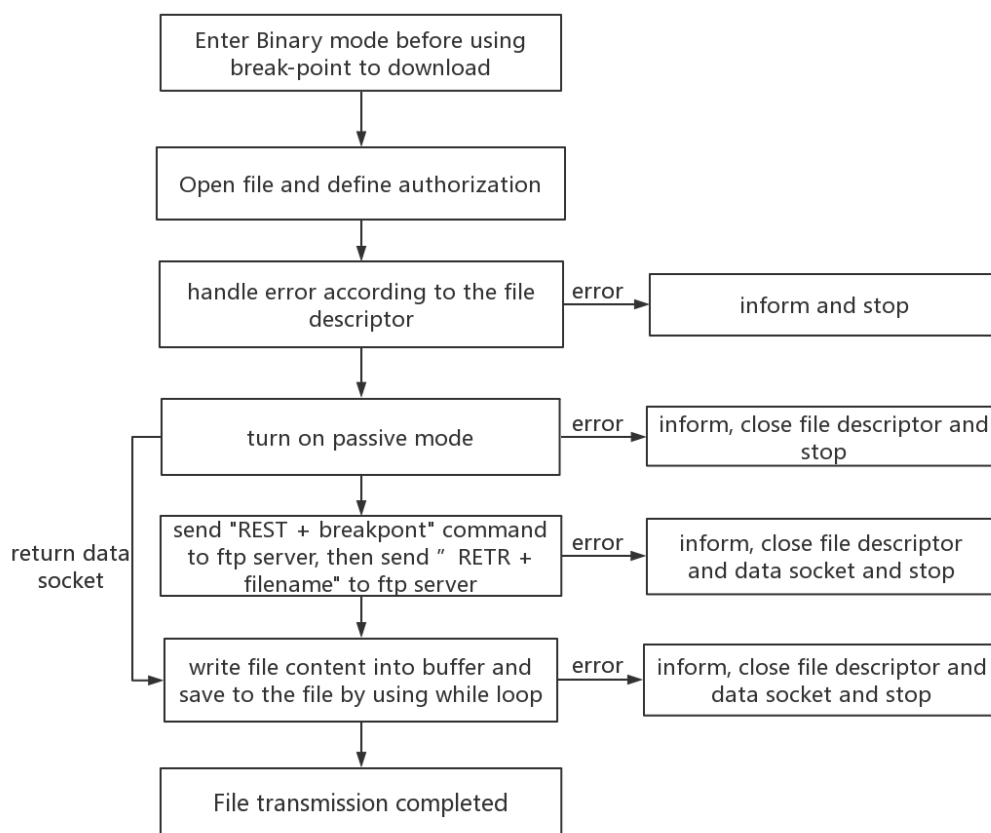 Enter Binary mode before using
break-point to download
Open file and define authorization
handle error according to the file
descriptor
error
inform and stop
turn on passive mode
error
inform, close file descriptor and
stop
return data
socket
send "REST + breakpont" command
to ftp server, then send ” RETR +
filename" to ftp server
error
inform, close file descriptor
and data socket and stop
write file content into buffer and
save to the file by using while loop
error
inform, close file descriptor and
data socket and stop
File transmission completed